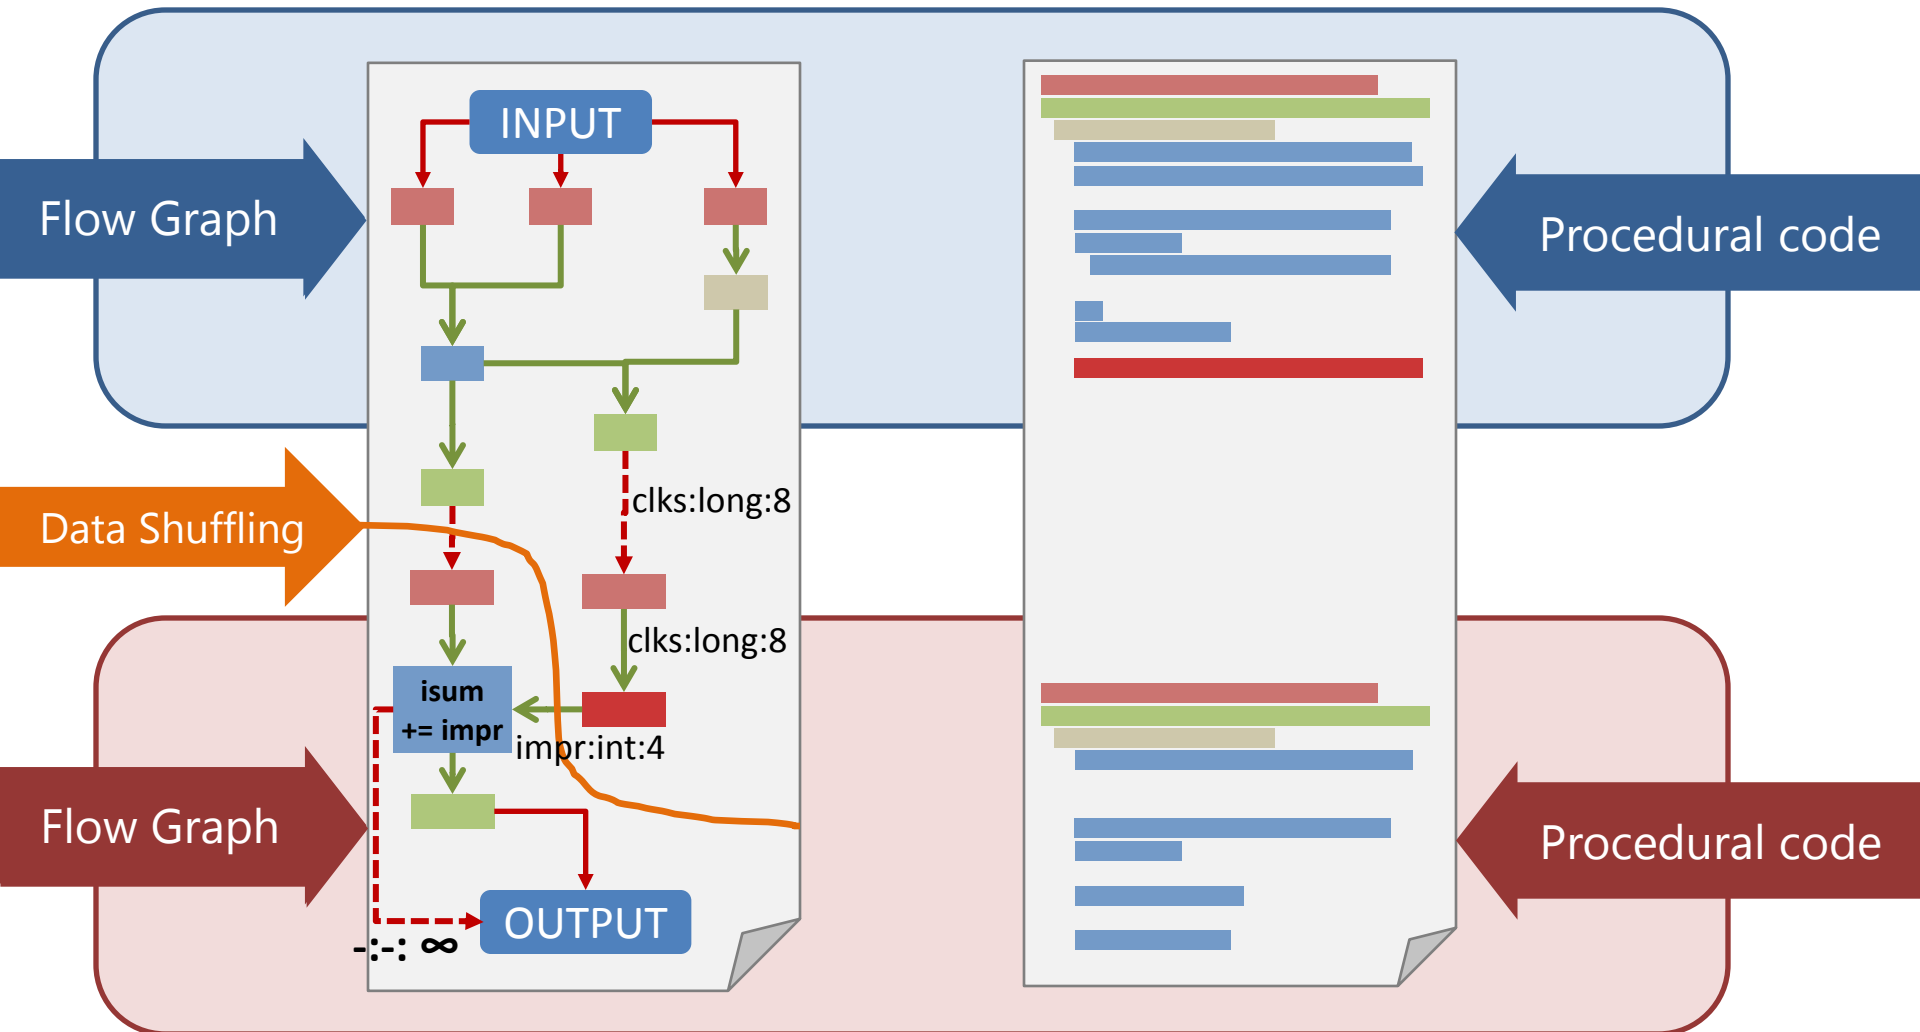 INPUT
Flow Graph
Procedural code
clks:long:8
Data Shuffling
clks:long:8
isum
+= impr
impr:int:4
Flow Graph
Procedural code
OUTPUT
-:-: ∞